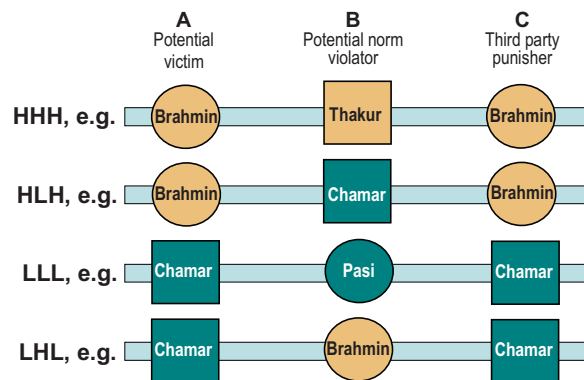 A B C
Potential victim
Potential norm violator
Third party punisher
HHH, e.g. Brahmin Thakur Brahmin
HLH, e.g. Brahmin Chamar Brahmin
LLL, e.g. Chamar Pasi Chamar
LHL, e.g. Chamar Brahmin Chamar